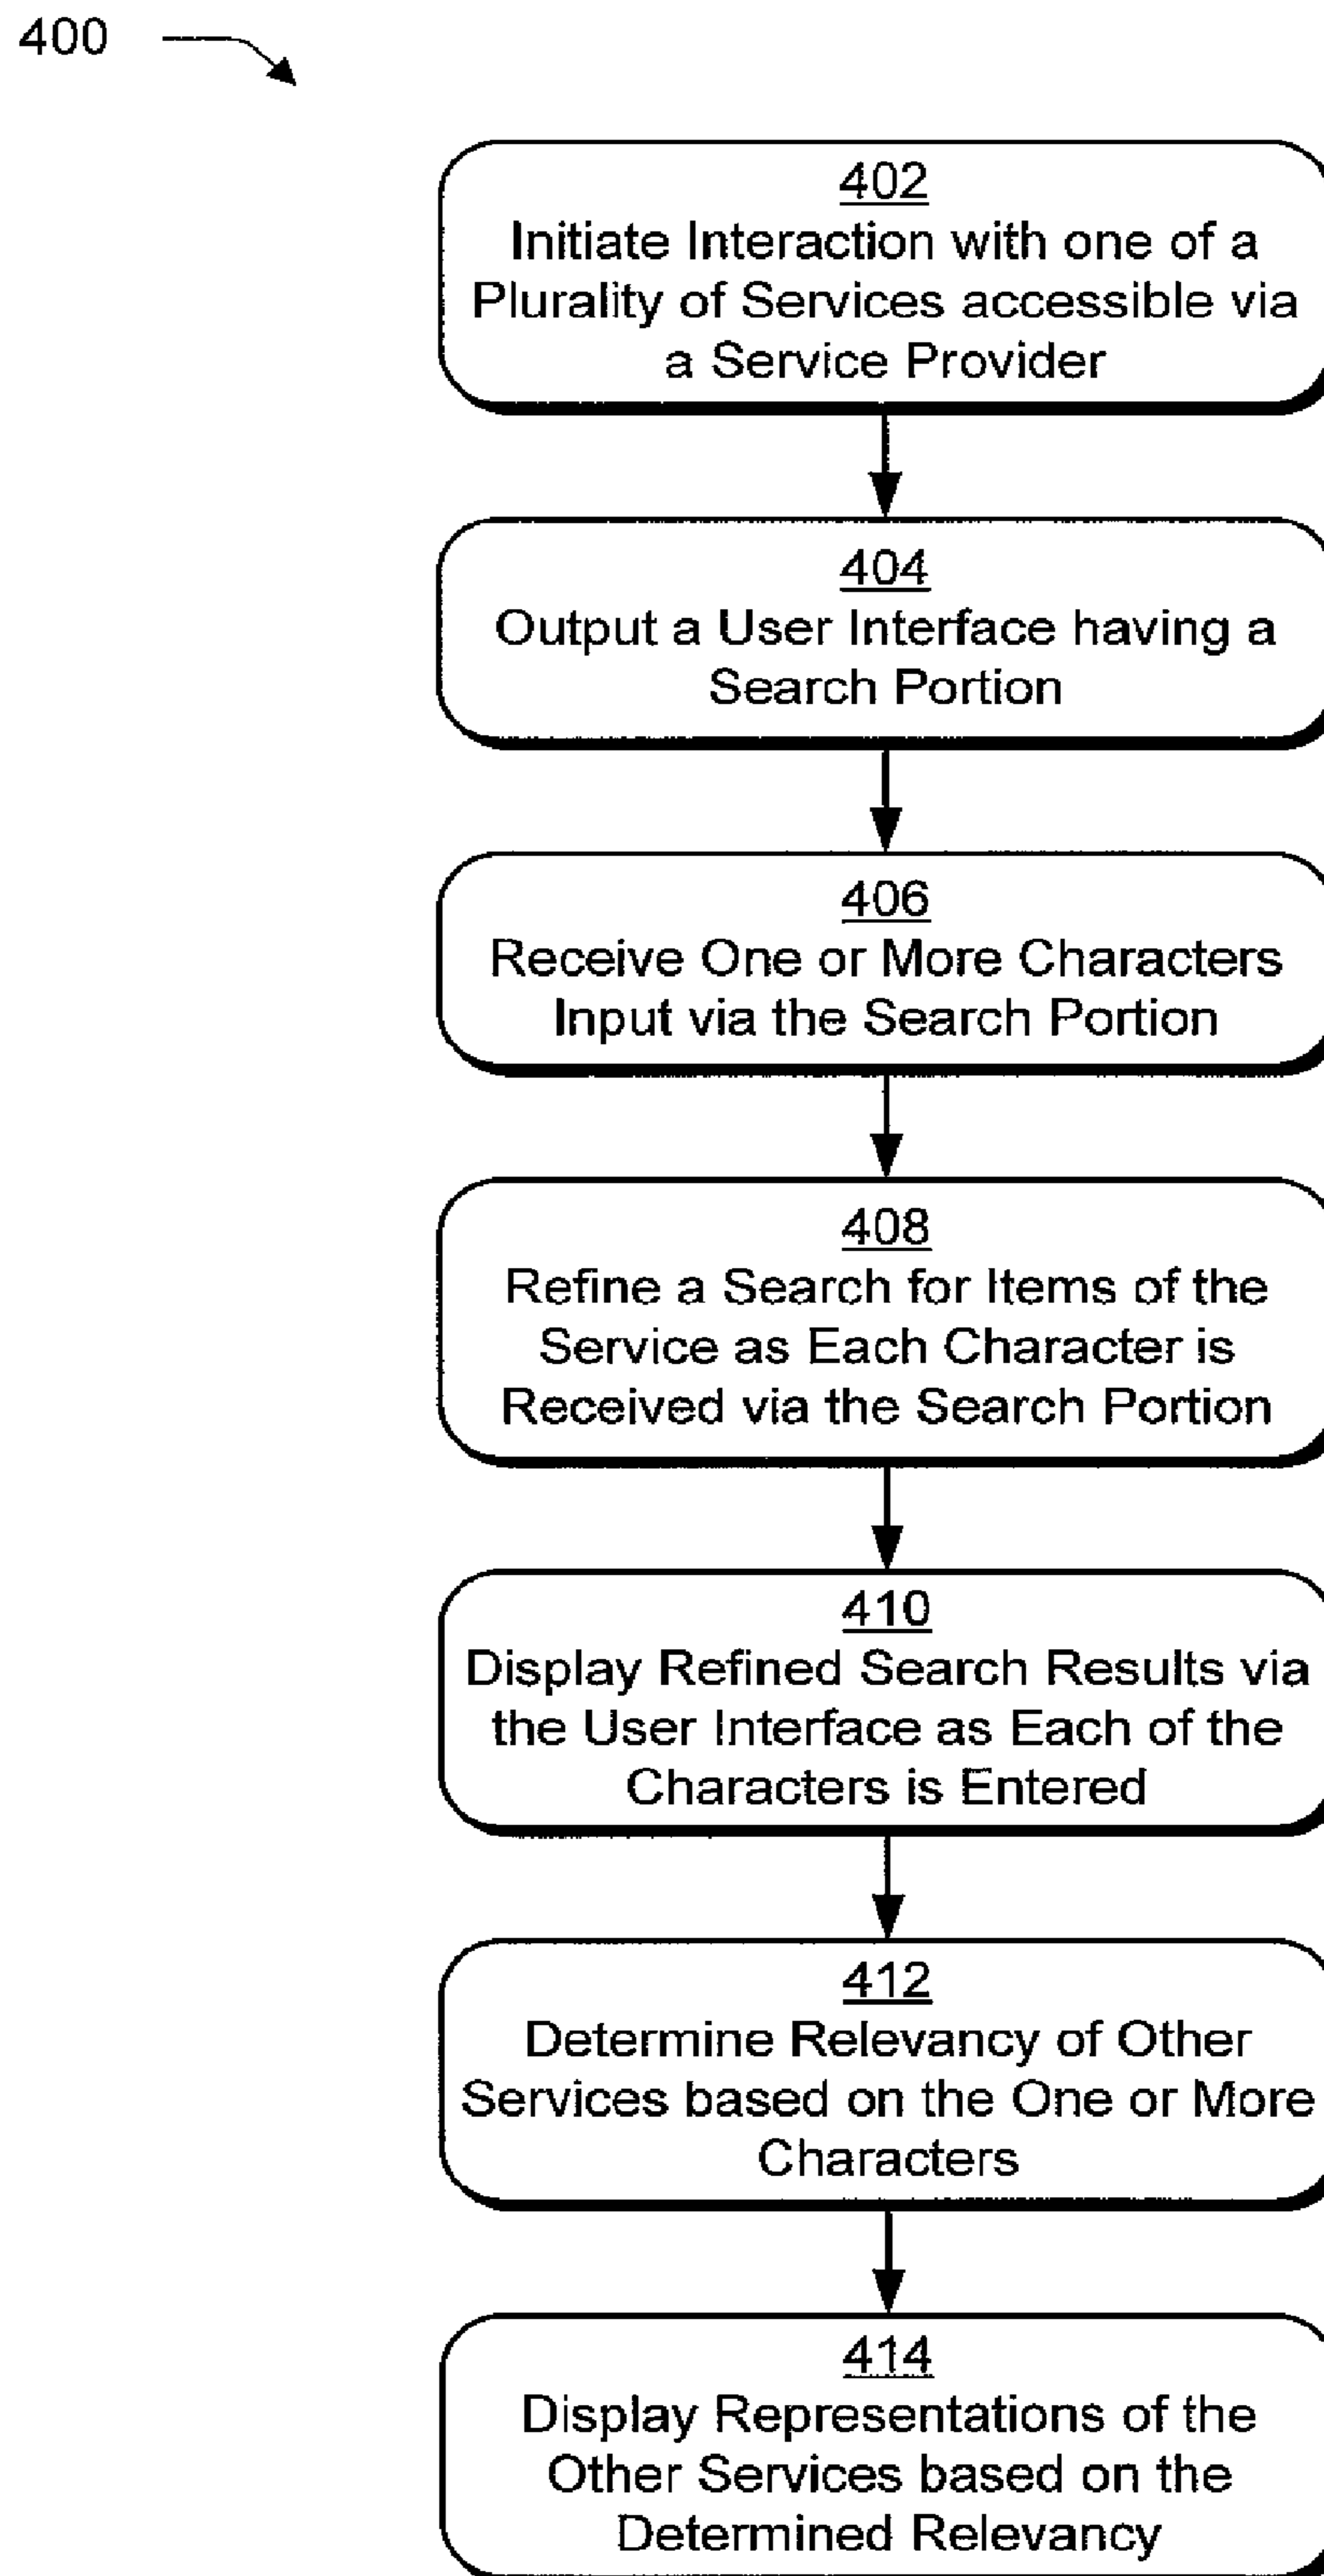 400
402
Initiate Interaction with one of a
Plurality of Services accessible via
a Service Provider
404
Output a User Interface having a
Search Portion
406
Receive One or More Characters
Input via the Search Portion
408
Refine a Search for Items of the
Service as Each Character is
Received via the Search Portion
410
Display Refined Search Results via
the User Interface as Each of the
Characters is Entered
412
Determine Relevancy of Other
Services based on the One or More
Characters
414
Display Representations of the
Other Services based on the
Determined Relevancy